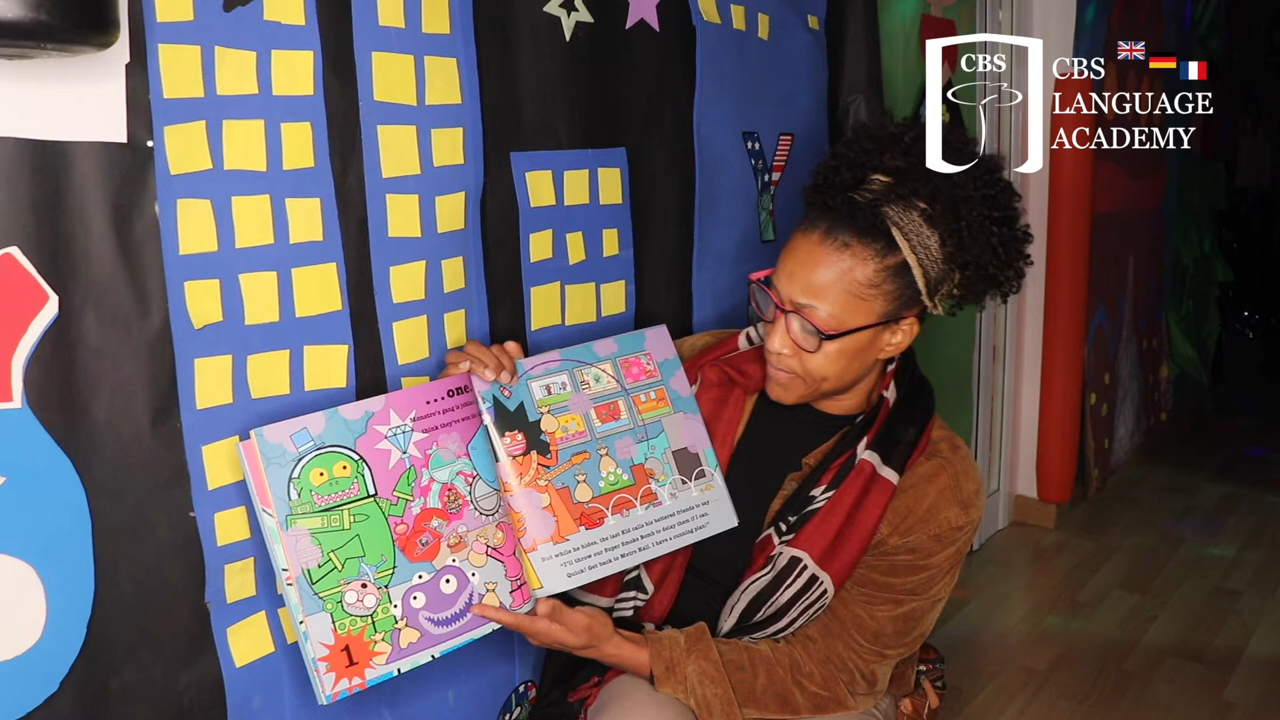 CBS
CBS
LANGUAGE
ACADEMY
Y
...one.
Monstro's gang is
think they've won
1
But while he hides, the last Kid calls his battered friends to say...
"I'll throw our Super Smoke Bomb to delay them if I can.
Quick! Get back to Metro Hall. I have a cunning plan!"